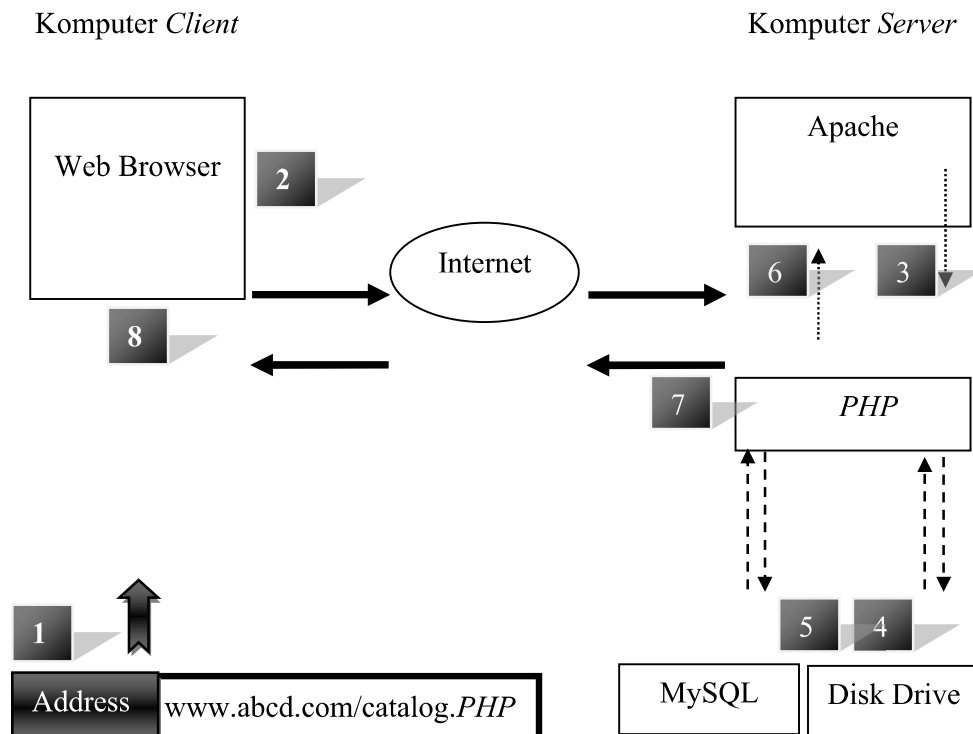 Komputer Client
Komputer Server
Web Browser
2
Apache
Internet
6
3
8
7
PHP
1
5
4
Address
www.abcd.com/catalog.PHP
MySQL
Disk Drive